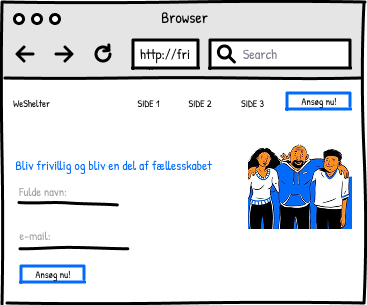 Browser
http://fri
Search
WeShelter SIDE 1 SIDE 2 SIDE 3 Ansøg nu!
Bliv frivillig og bliv en del af fællesskabet
Fulde navn:
e-mail:
Ansøg nu!